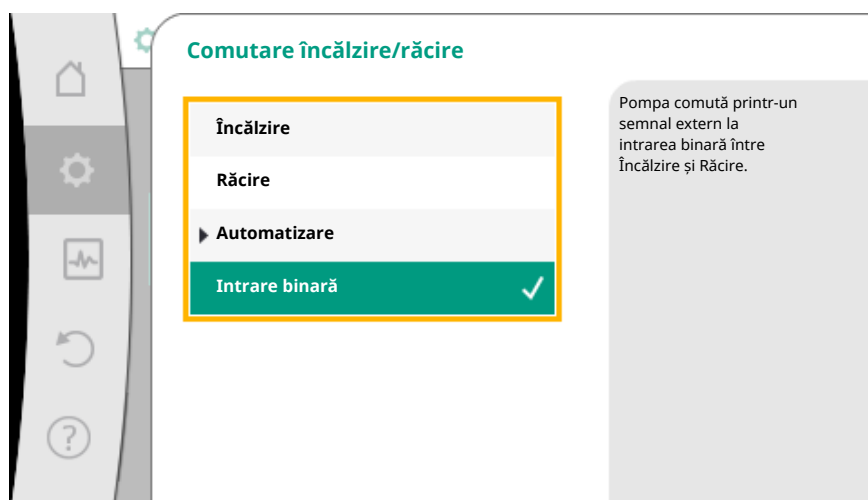 Comutare încălzire/răcire
Încălzire
Răcire
Automatizare
Intrare binară
Pompa comută printr-un
semnal extern la
intrarea binară între
Încălzire și Răcire.
?